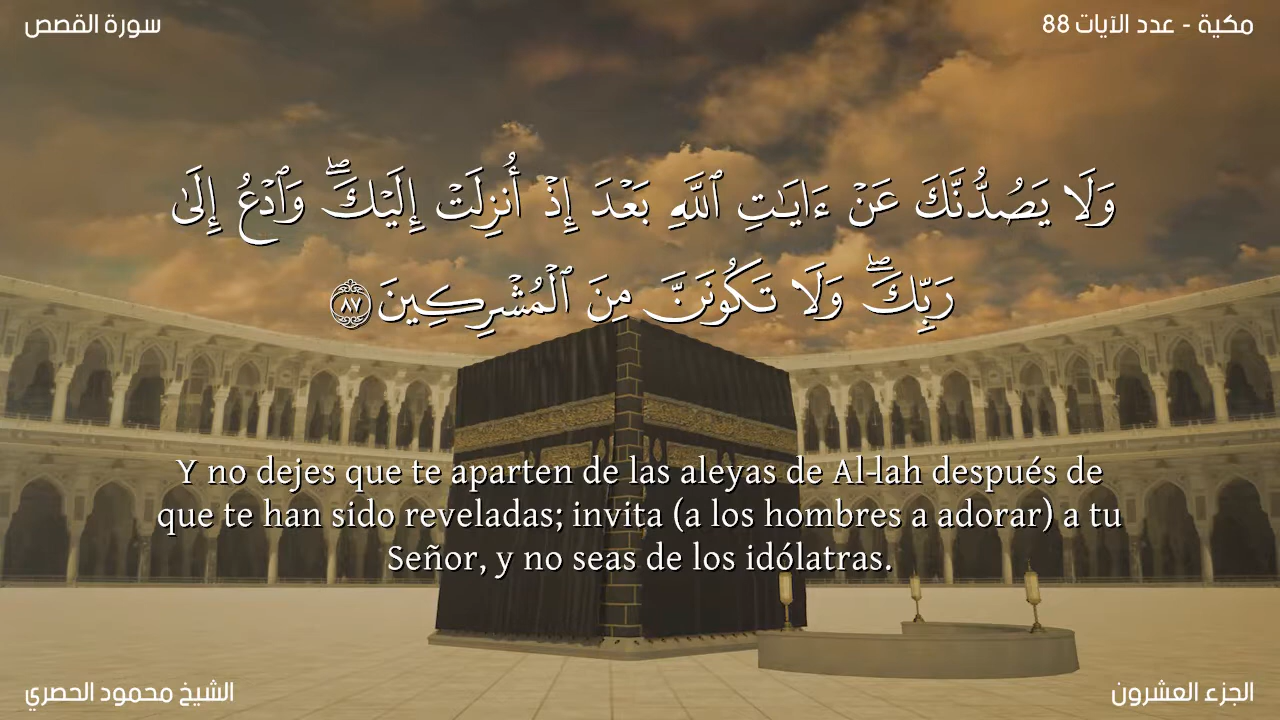 سورة القصص
مكية - عدد الآيات 88
وَلَا يَصُدُّنَّكَ عَنْ ءَايَـٰتِ ٱللَّهِ بَعْدَ إِذْ أُنزِلَتْ إِلَيْكَ ۖ وَٱدْعُ إِلَىٰ
رَبِّكَ ۖ وَلَا تَكُونَنَّ مِنَ ٱلْمُشْرِكِينَ ٨٧
Y no dejes que te aparten de las aleyas de Al-lah después de
que te han sido reveladas; invita (a los hombres a adorar) a tu
Señor, y no seas de los idólatras.
الشيخ محمود الحصري
الجزء العشرون